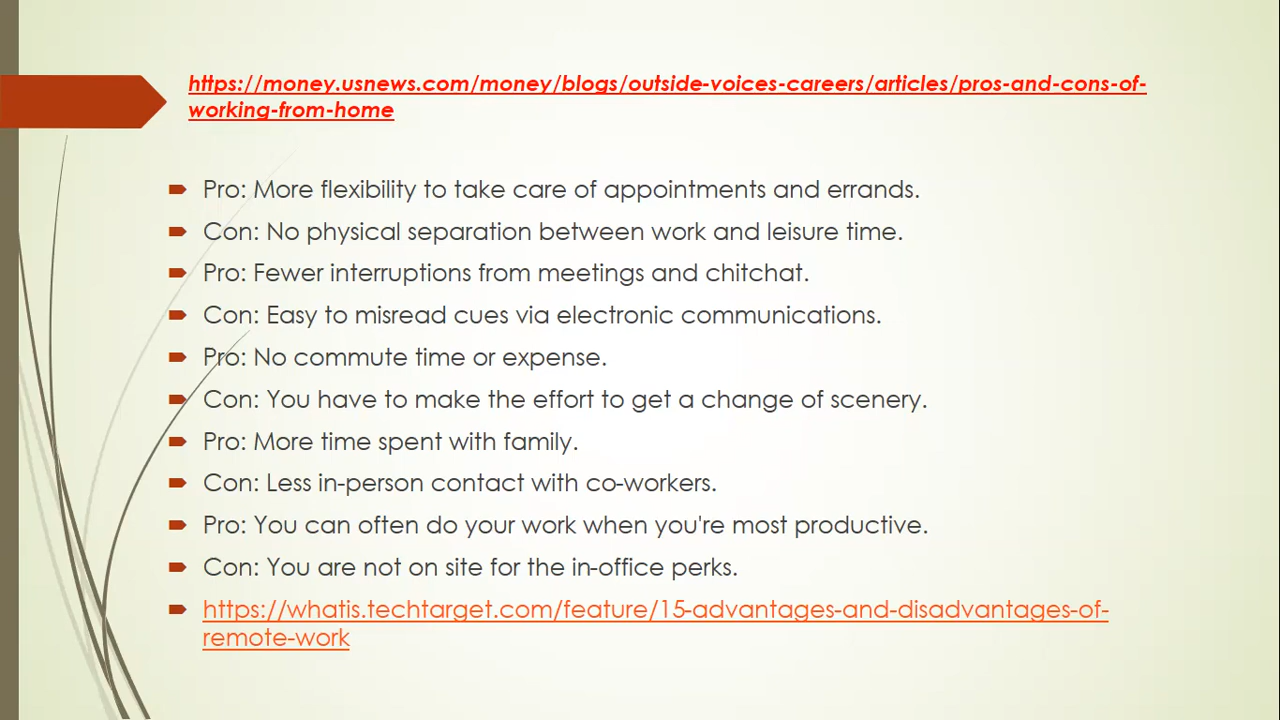 https://money.usnews.com/money/blogs/outside-voices-careers/articles/pros-and-cons-of-
working-from-home
Pro: More flexibility to take care of appointments and errands.
Con: No physical separation between work and leisure time.
Pro: Fewer interruptions from meetings and chitchat.
Con: Easy to misread cues via electronic communications.
Pro: No commute time or expense.
Con: You have to make the effort to get a change of scenery.
Pro: More time spent with family.
Con: Less in-person contact with co-workers.
Pro: You can often do your work when you're most productive.
Con: You are not on site for the in-office perks.
https://whatis.techtarget.com/feature/15-advantages-and-disadvantages-of-
remote-work